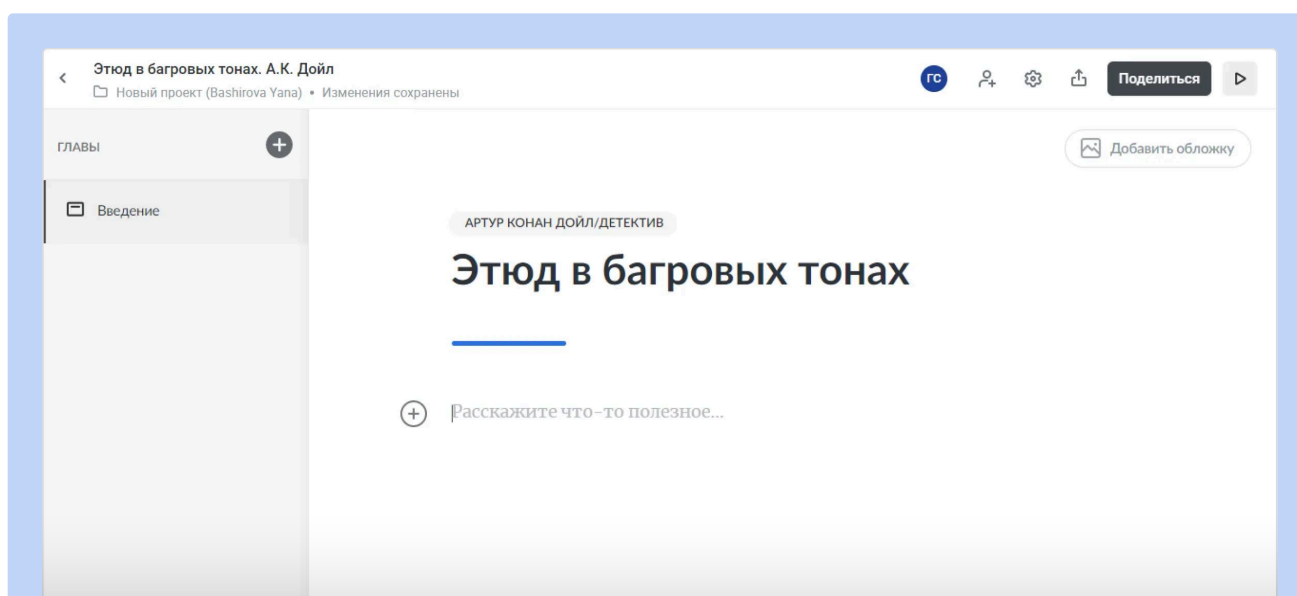 Этюд в багровых тонах. А.К. Дойл
Новый проект (Bashirova Yana) • Изменения сохранены
ГС
Поделиться
ГЛАВЫ
Добавить обложку
Введение
АРТУР КОНАН ДОЙЛ/ДЕТЕКТИВ
Этюд в багровых тонах
Расскажите что-то полезное...